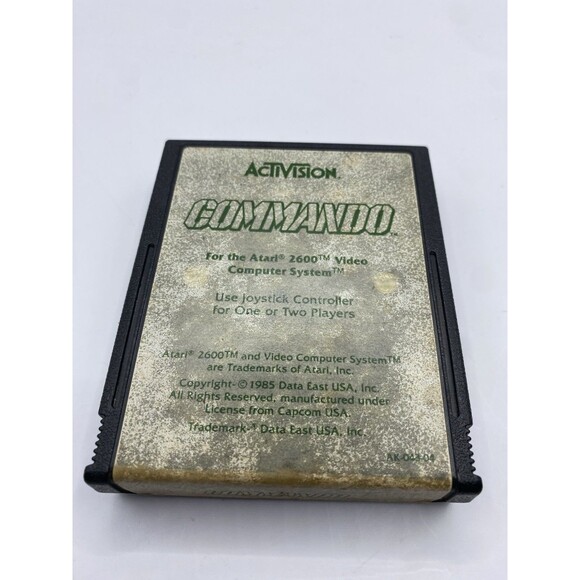 ACTIVISION.
COMMANDO™
For the Atari® 2600™ Video
Computer System™
Use Joystick Controller
for One or Two Players
Atari® 2600™ and Video Computer System™
are Trademarks of Atari, Inc.
Copyright- © 1985 Data East USA, Inc.
All Rights Reserved, manufactured under
License from Capcom USA.
Trademark- Data East USA, Inc.
AK-048-04
COMMANDO